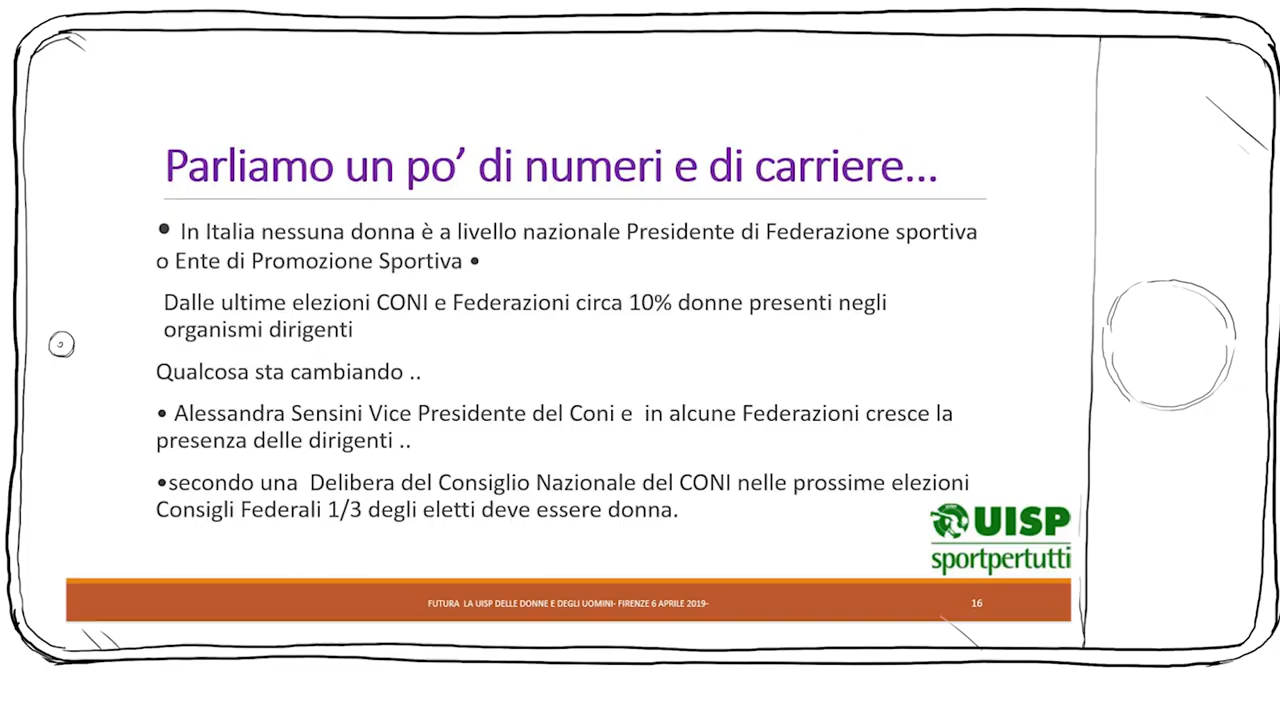 Parliamo un po’ di numeri e di carriere...
• In Italia nessuna donna è a livello nazionale Presidente di Federazione sportiva
o Ente di Promozione Sportiva •
Dalle ultime elezioni CONI e Federazioni circa 10% donne presenti negli
organismi dirigenti
Qualcosa sta cambiando ..
• Alessandra Sensini Vice Presidente del Coni e in alcune Federazioni cresce la
presenza delle dirigenti ..
•secondo una Delibera del Consiglio Nazionale del CONI nelle prossime elezioni
Consigli Federali 1/3 degli eletti deve essere donna.
UISP
sportpertutti
FUTURA LA UISP DELLE DONNE E DEGLI UOMINI- FIRENZE 6 APRILE 2019-
16